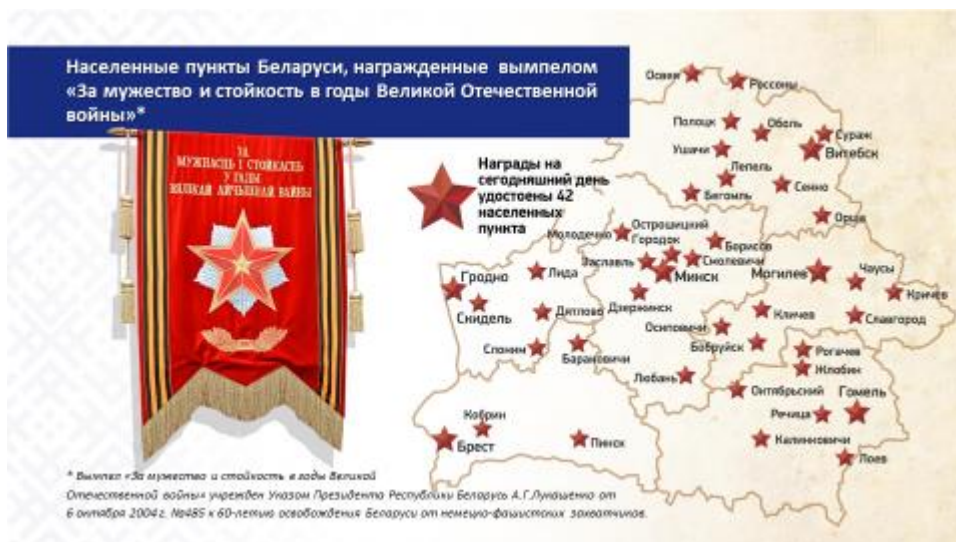 Населенные пункты Беларуси, награжденные вымпелом
«За мужество и стойкость в годы Великой Отечественной
войны»*
ЗА
МУЖНАСЦЬ І СТОЙКАСЦЬ
У ГАДЫ
ВЯЛІКАЙ АЙЧЫННАЙ ВАЙНЫ
Награды на
сегодняшний день
удостоены 42
населенных
пункта
Освея
Россоны
Полоцк
Оболь
Сураж
Ушачи
Витебск
Лепель
Сенно
Бегомль
Орша
Острошицкий
Городок
Молодечно
Борисов
Заславль
Смолевичи
Минск
Могилев
Чаусы
Гродно
Лида
Кричев
Скидель
Дятлово
Дзержинск
Кличев
Славгород
Осиповичи
Слоним
Барановичи
Бобруйск
Рогачев
Жлобин
Любань
Октябрьский
Гомель
Кобрин
Речица
Брест
Пинск
Калинковичи
Лоев
* Вымпел «За мужество и стойкость в годы Великой
Отечественной войны» учрежден Указом Президента Республики Беларусь А.Г.Лукашенко от
6 октября 2004 г. №485 к 60-летию освобождения Беларуси от немецко-фашистских захватчиков.